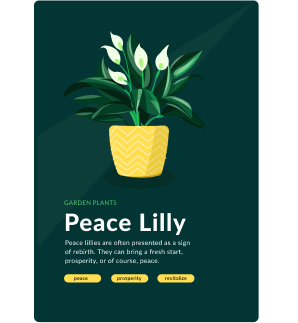 GARDEN PLANTS
Peace Lilly
Peace lillies are often presented as a sign
of rebirth. They can bring a fresh start,
prosperity, or of course, peace.
peace prosperity revitalize